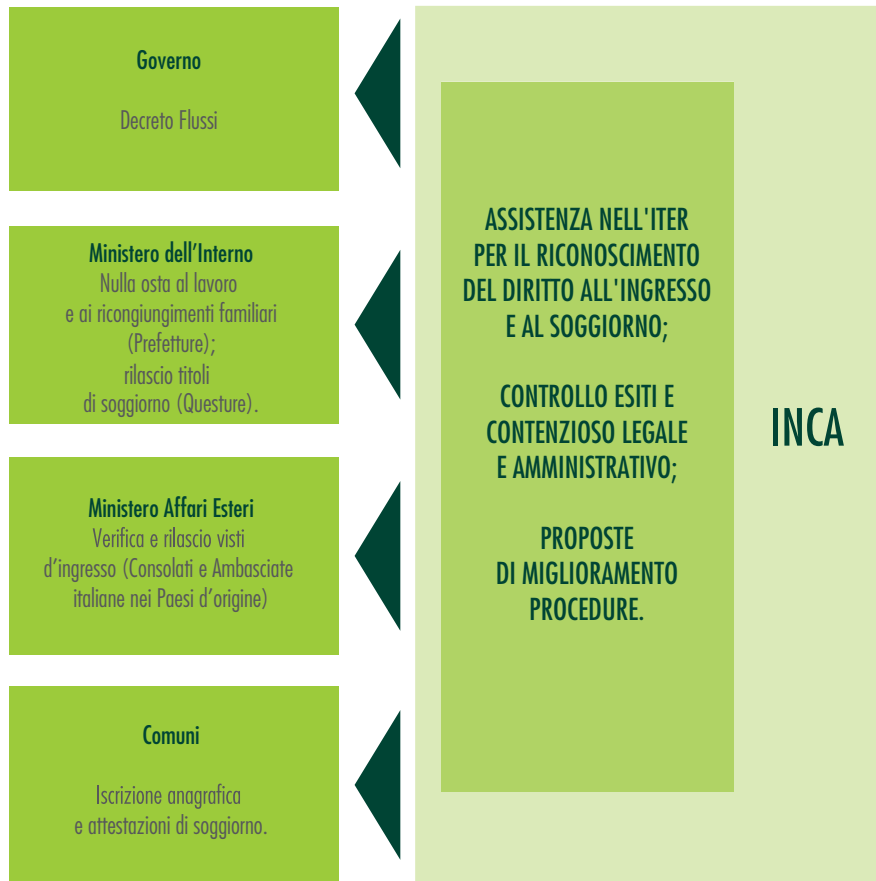 Governo
Decreto Flussi
Ministero dell’Interno
Nulla osta al lavoro
e ai ricongiungimenti familiari
(Prefetture);
rilascio titoli
di soggiorno (Questure).
Ministero Affari Esteri
Verifica e rilascio visti
d’ingresso (Consolati e Ambasciate
italiane nei Paesi d’origine)
Comuni
Iscrizione anagrafica
e attestazioni di soggiorno.
ASSISTENZA NELL'ITER
PER IL RICONOSCIMENTO
DEL DIRITTO ALL'INGRESSO
E AL SOGGIORNO;
CONTROLLO ESITI E
CONTENZIOSO LEGALE
E AMMINISTRATIVO;
PROPOSTE
DI MIGLIORAMENTO
PROCEDURE.
INCA